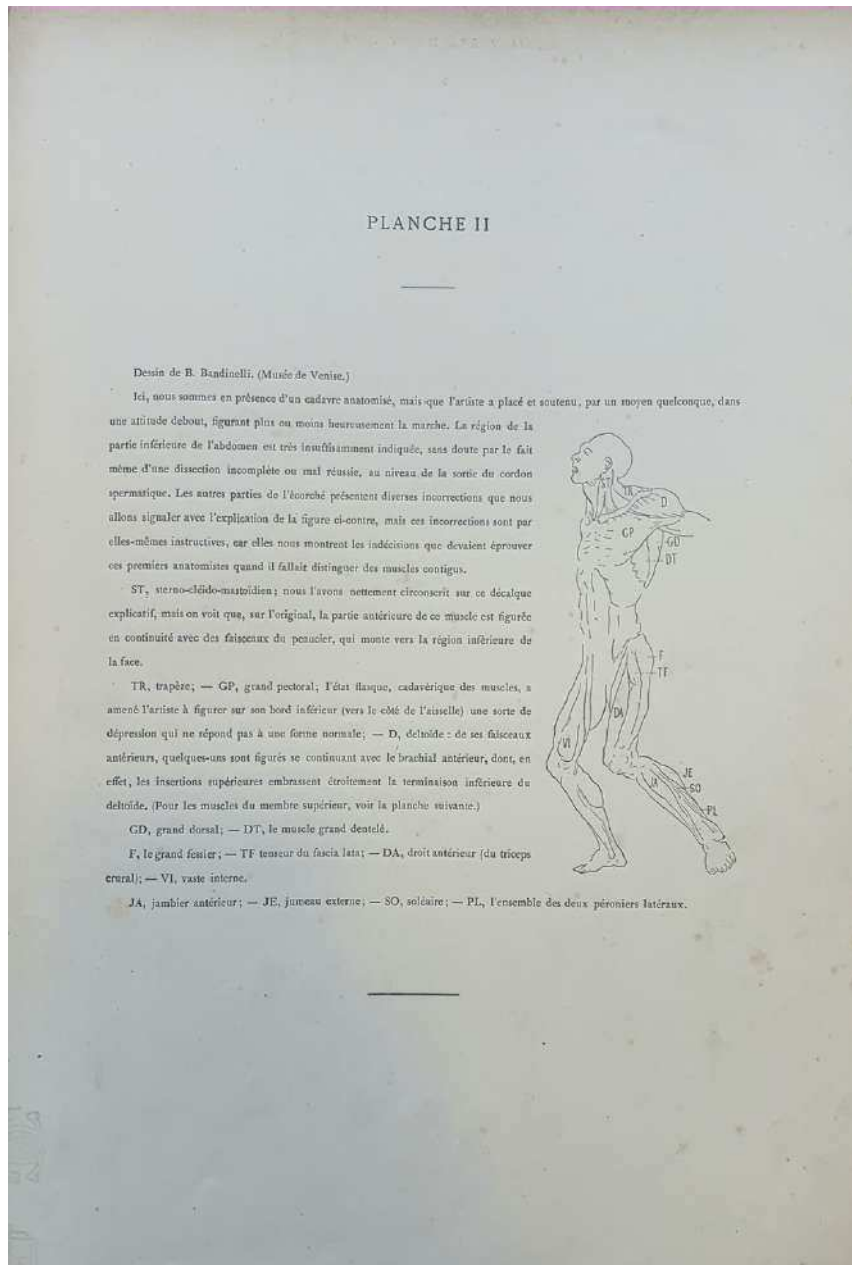 PLANCHE II
Dessin de B. Bandinelli. (Musée de Venise.)
Ici, nous sommes en présence d'un cadavre anatomisé, mais que l'artiste a placé et soutenu, par un moyen quelconque, dans
une attitude debout, figurant plus ou moins heureusement la marche. La région de la
partie inférieure de l'abdomen est très insuffisamment indiquée, sans doute par le fait
même d'une dissection incomplète ou mal réussie, au niveau de la sortie du cordon
spermatique. Les autres parties de l'écorché présentent diverses incorrections que nous
allons signaler avec l'explication de la figure ci-contre, mais ces incorrections sont par
elles-mêmes instructives, car elles nous montrent les indécisions que devaient éprouver
ces premiers anatomistes quand il fallait distinguer des muscles contigus.
ST, sterno-cléido-mastoïdien; nous l'avons nettement circonscrit sur ce décalque
explicatif, mais on voit que, sur l'original, la partie antérieure de ce muscle est figurée
en continuité avec des faisceaux du peaucier, qui monte vers la région inférieure de
la face.
TR, trapèze; — GP, grand pectoral; l'état flasque, cadavérique des muscles, a
amené l'artiste à figurer sur son bord inférieur (vers le côté de l'aisselle) une sorte de
dépression qui ne répond pas à une forme normale; — D, deltoïde : de ses faisceaux
antérieurs, quelques-uns sont figurés se continuant avec le brachial antérieur, dont, en
effet, les insertions supérieures embrassent étroitement la terminaison inférieure du
deltoïde. (Pour les muscles du membre supérieur, voir la planche suivante.)
GD, grand dorsal; — DT, le muscle grand dentelé.
F, le grand fessier; — TF tenseur du fascia lata; — DA, droit antérieur (du triceps
crural); — VI, vaste interne.
JA, jambier antérieur; — JE, jumeau externe; — SO, soléaire; — PL, l'ensemble des deux péroniers latéraux.
TR
D
GP
GD
DT
F
TF
DA
VI
JE
JA
SO
PL